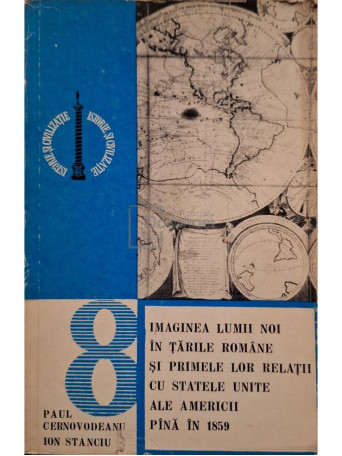 ISTORIE ȘI CIVILIZAȚIE
ISTORIE ȘI CIVILIZAȚIE
8
IMAGINEA LUMII NOI
ÎN ȚĂRILE ROMÂNE
ȘI PRIMELE LOR RELAȚII
CU STATELE UNITE
ALE AMERICII
PÎNĂ ÎN 1859
PAUL
CERNOVODEANU
ION STANCIU